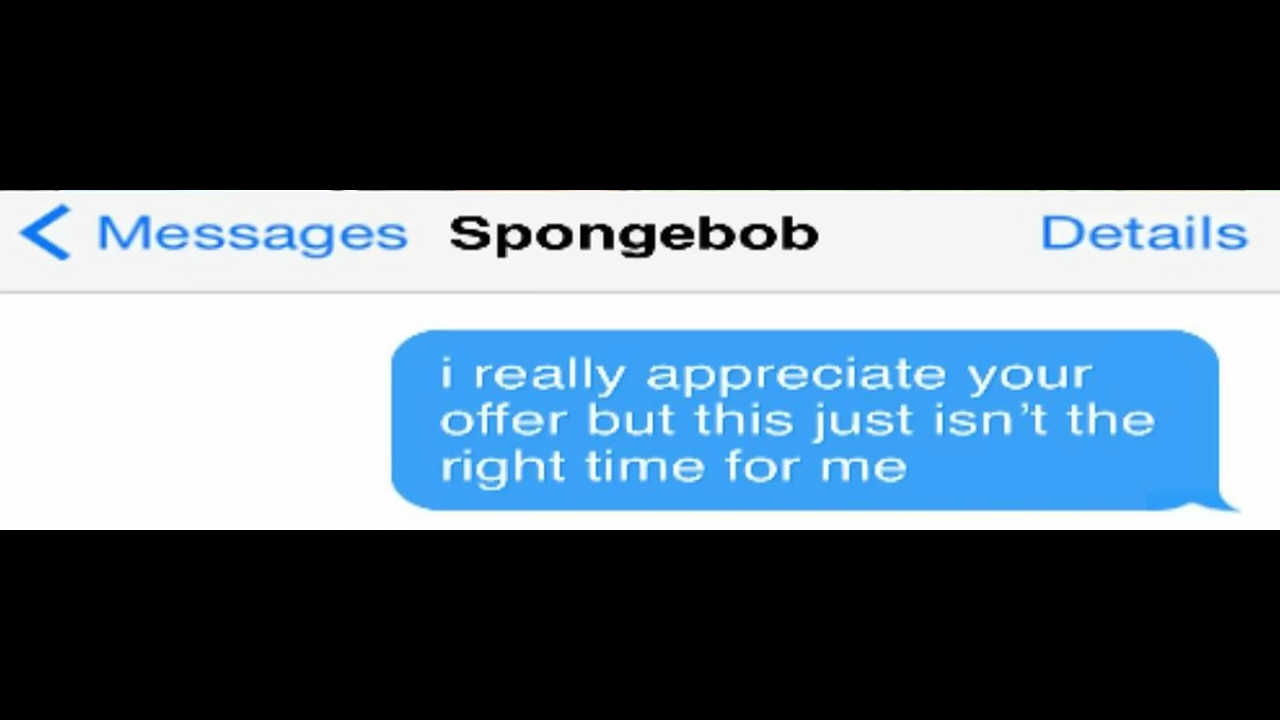 Messages Spongebob Details
i really appreciate your
offer but this just isn’t the
right time for me